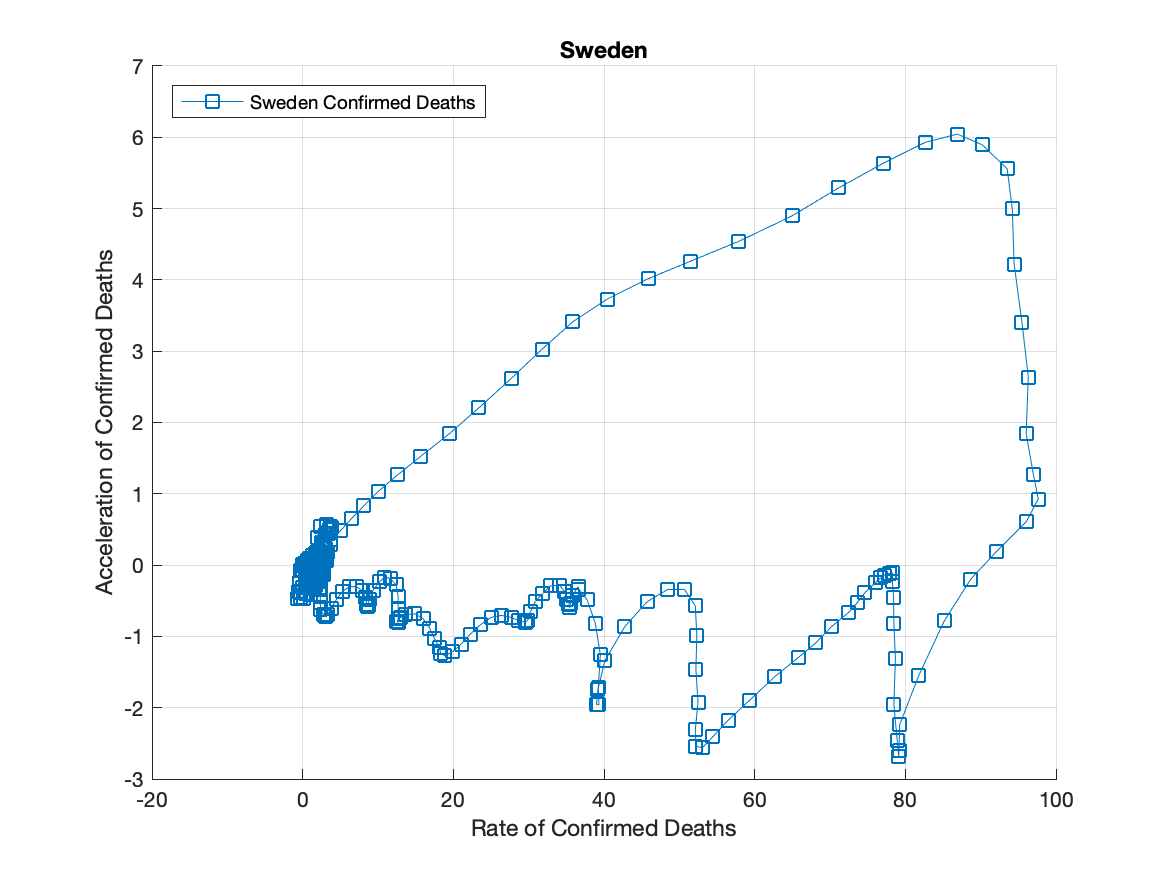 Sweden
Sweden Confirmed Deaths
7
6
5
4
3
2
1
0
-1
-2
-3
Acceleration of Confirmed Deaths
-20 0 20 40 60 80 100
Rate of Confirmed Deaths